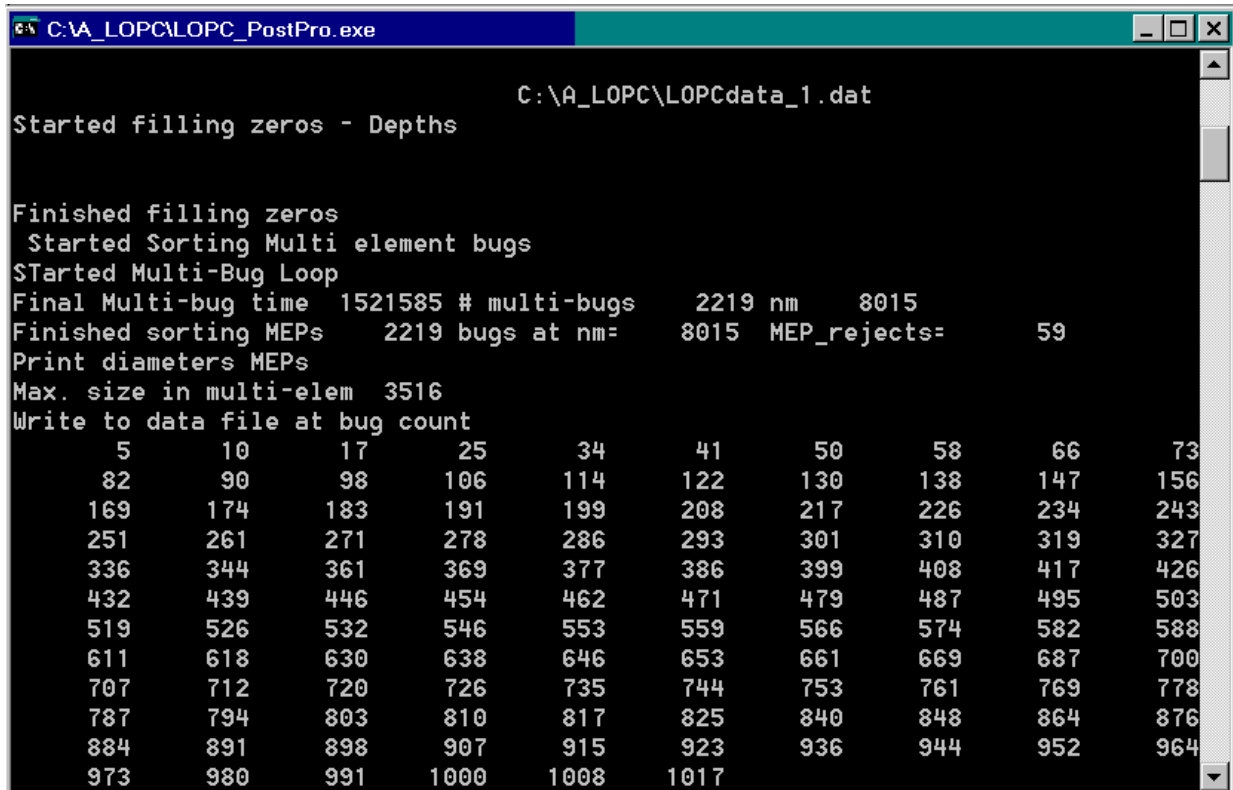 C:\A_LOPC\LOPC_PostPro.exe
C:\A_LOPC\LOPCdata_1.dat
Started filling zeros - Depths
Finished filling zeros
Started Sorting Multi element bugs
STarted Multi-Bug Loop
Final Multi-bug time 1521585 # multi-bugs 2219 nm 8015
Finished sorting MEPs 2219 bugs at nm= 8015 MEP_rejects= 59
Print diameters MEPs
Max. size in multi-elem 3516
Write to data file at bug count
5 10 17 25 34 41 50 58 66 73
82 90 98 106 114 122 130 138 147 156
169 174 183 191 199 208 217 226 234 243
251 261 271 278 286 293 301 310 319 327
336 344 361 369 377 386 399 408 417 426
432 439 446 454 462 471 479 487 495 503
519 526 532 546 553 559 566 574 582 588
611 618 630 638 646 653 661 669 687 700
707 712 720 726 735 744 753 761 769 778
787 794 803 810 817 825 840 848 864 876
884 891 898 907 915 923 936 944 952 964
973 980 991 1000 1008 1017